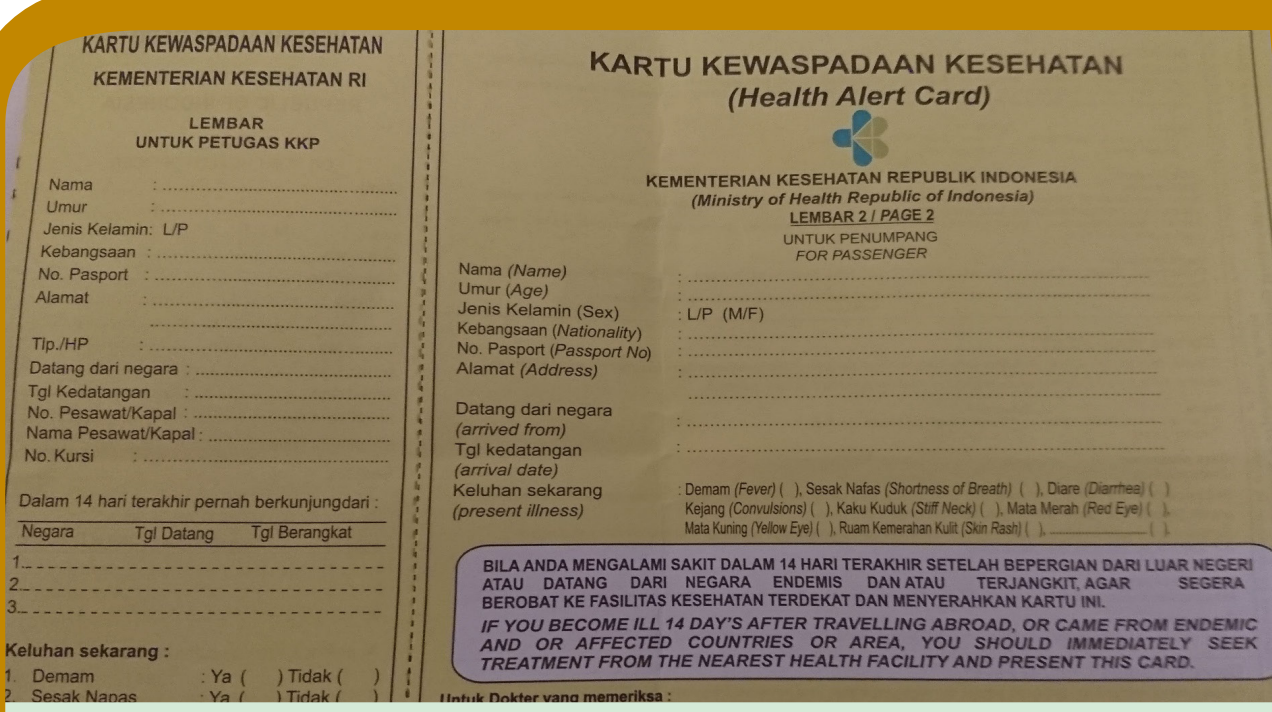 KARTU KEWASPADAAN KESEHATAN
KEMENTERIAN KESEHATAN RI
LEMBAR
UNTUK PETUGAS KKP
Nama : ..........................................
Umur : ..........................................
Jenis Kelamin: L/P
Kebangsaan : ..........................................
No. Pasport : ..........................................
Alamat : ..........................................
..........................................
Tlp./HP : ..........................................
Datang dari negara : ..................................
Tgl Kedatangan : ..................................
No. Pesawat/Kapal : ..................................
Nama Pesawat/Kapal : ..................................
No. Kursi : ..........................................
Dalam 14 hari terakhir pernah berkunjungdari :
Negara Tgl Datang Tgl Berangkat
1.
2.
3.
Keluhan sekarang :
1. Demam : Ya ( ) Tidak ( )
2. Sesak Napas : Ya ( ) Tidak ( )
KARTU KEWASPADAAN KESEHATAN
(Health Alert Card)
KEMENTERIAN KESEHATAN REPUBLIK INDONESIA
(Ministry of Health Republic of Indonesia)
LEMBAR 2 / PAGE 2
UNTUK PENUMPANG
FOR PASSENGER
Nama (Name) : ..........................................
Umur (Age) : ..........................................
Jenis Kelamin (Sex) : L/P (M/F)
Kebangsaan (Nationality) : ..........................................
No. Pasport (Passport No) : ..........................................
Alamat (Address) : ..........................................
..........................................
Datang dari negara
(arrived from) : ..........................................
Tgl kedatangan : ..........................................
(arrival date)
Keluhan sekarang : Demam (Fever) ( ), Sesak Nafas (Shortness of Breath) ( ), Diare (Diarrhea) ( )
(present illness) Kejang (Convulsions) ( ), Kaku Kuduk (Stiff Neck) ( ), Mata Merah (Red Eye) ( ),
Mata Kuning (Yellow Eye) ( ), Ruam Kemerahan Kulit (Skin Rash) ( ), ______________ ( ),
BILA ANDA MENGALAMI SAKIT DALAM 14 HARI TERAKHIR SETELAH BEPERGIAN DARI LUAR NEGERI
ATAU DATANG DARI NEGARA ENDEMIS DAN ATAU TERJANGKIT, AGAR SEGERA
BEROBAT KE FASILITAS KESEHATAN TERDEKAT DAN MENYERAHKAN KARTU INI.
IF YOU BECOME ILL 14 DAY'S AFTER TRAVELLING ABROAD, OR CAME FROM ENDEMIC
AND OR AFFECTED COUNTRIES OR AREA, YOU SHOULD IMMEDIATELY SEEK
TREATMENT FROM THE NEAREST HEALTH FACILITY AND PRESENT THIS CARD.
Untuk Dokter yang memeriksa :